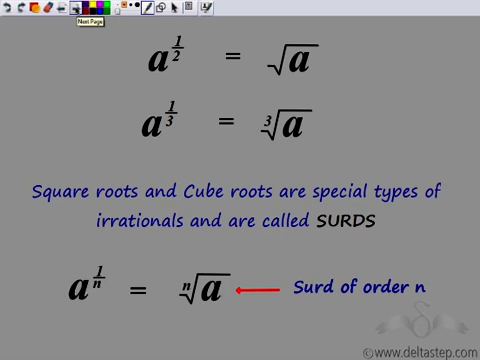 Next Page
a^(1/2) = √a
a^(1/3) = ∛a
Square roots and Cube roots are special types of
irrationals and are called SURDS
a^(1/n) = ⁿ√a ← Surd of order n
©www.deltastep.com